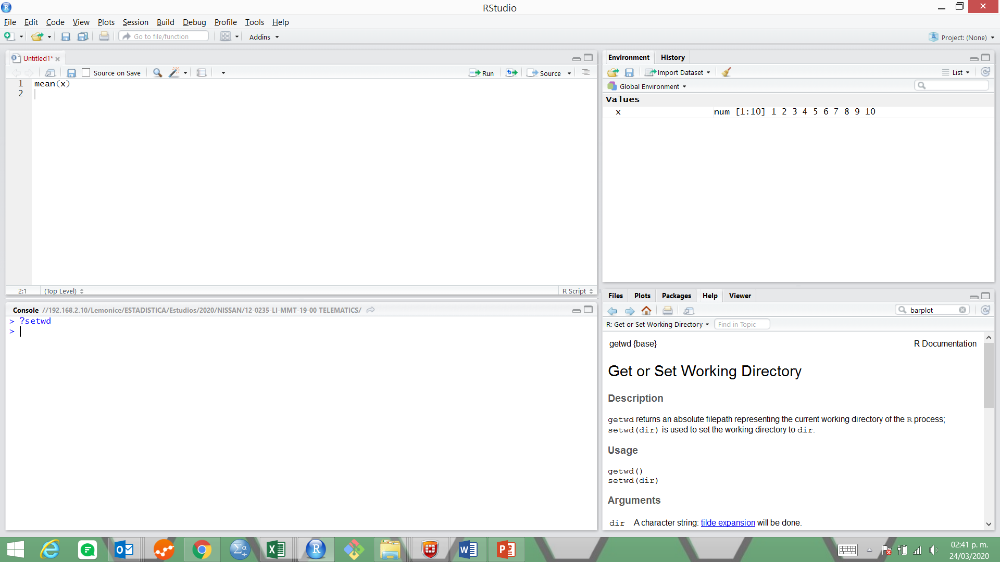 RStudio
File Edit Code View Plots Session Build Debug Profile Tools Help
Go to file/function Addins Project: (None)
Untitled1*
Source on Save Run Source
1 mean(x)
2
2:1 (Top Level) R Script
Console //192.168.2.10/Lemonice/ESTADISTICA/Estudios/2020/NISSAN/12-0235-LI-MMT-19-00 TELEMATICS/
> ?setwd
>
Environment History
Import Dataset List
Global Environment
Values
x num [1:10] 1 2 3 4 5 6 7 8 9 10
Files Plots Packages Help Viewer
barplot
R: Get or Set Working Directory Find in Topic
getwd {base} R Documentation
Get or Set Working Directory
Description
getwd returns an absolute filepath representing the current working directory of the R process;
setwd(dir) is used to set the working directory to dir.
Usage
getwd()
setwd(dir)
Arguments
dir A character string: tilde expansion will be done.
02:41 p. m.
24/03/2020